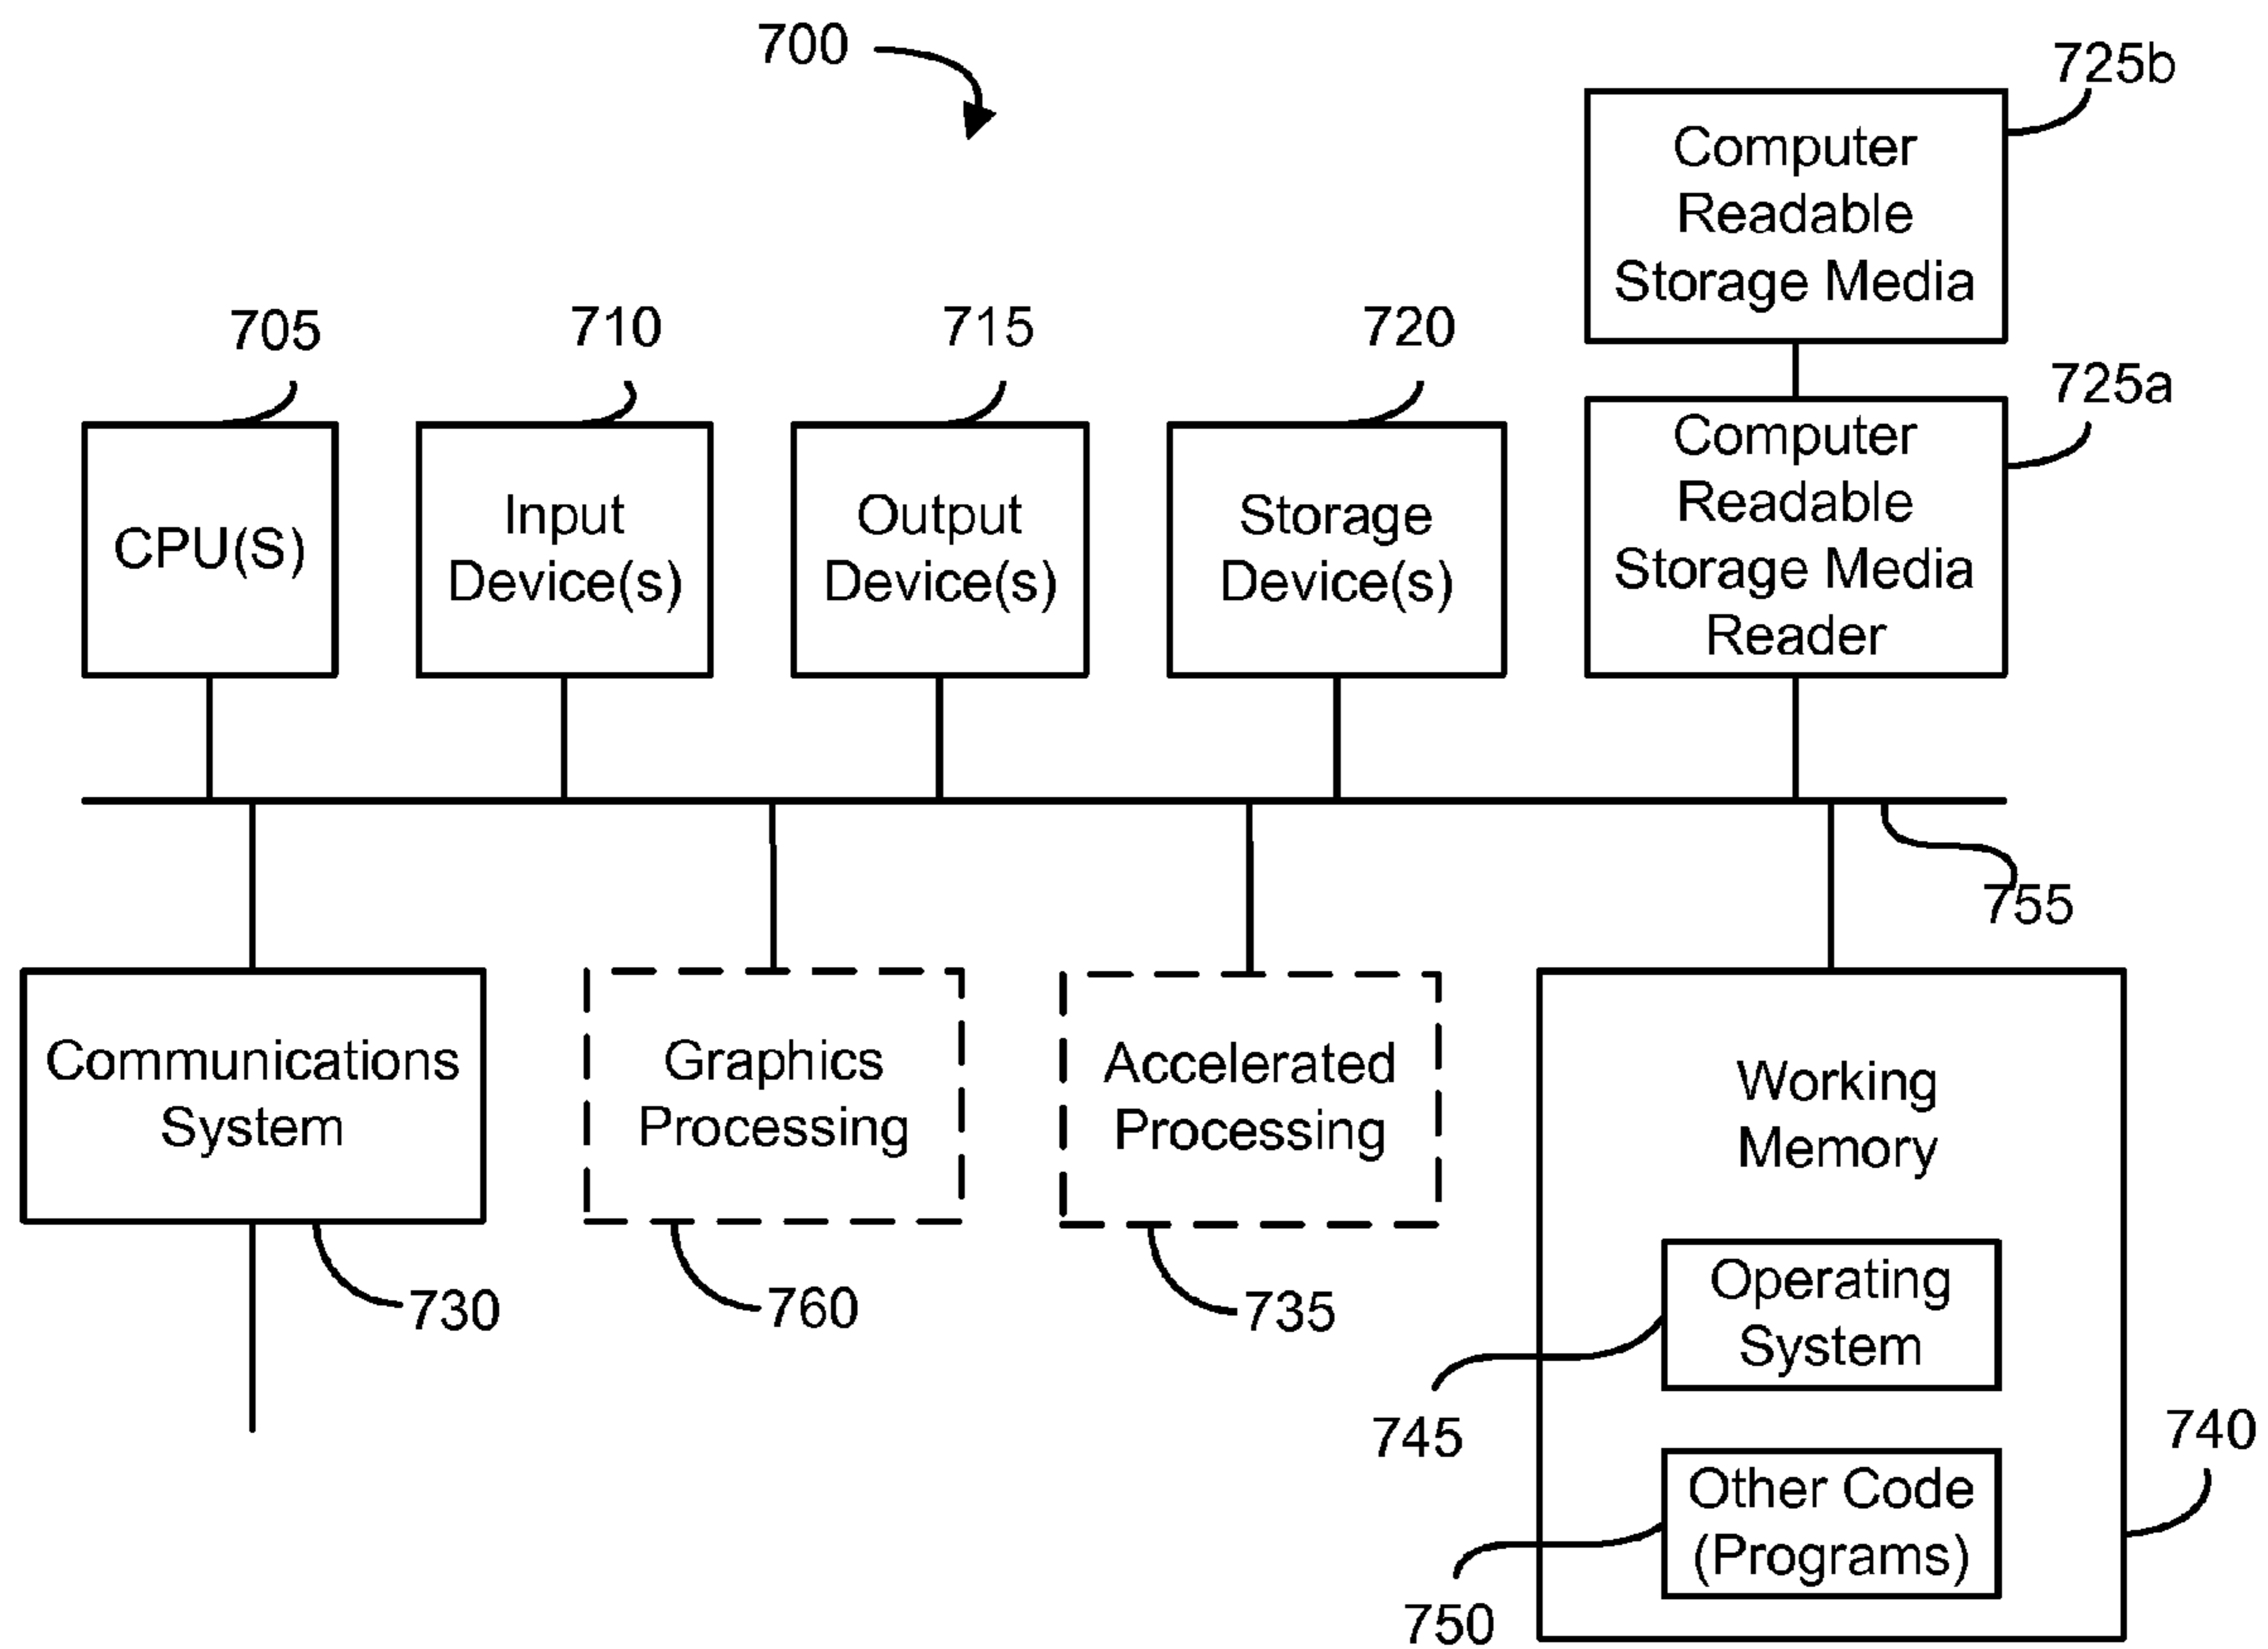 700
725b
Computer
Readable
Storage Media
705
710
715
720
725a
CPU(S)
Input
Device(s)
Output
Device(s)
Storage
Device(s)
Computer
Readable
Storage Media
Reader
755
Communications
System
Graphics
Processing
Accelerated
Processing
Working
Memory
730
760
735
Operating
System
745
740
Other Code
(Programs)
750